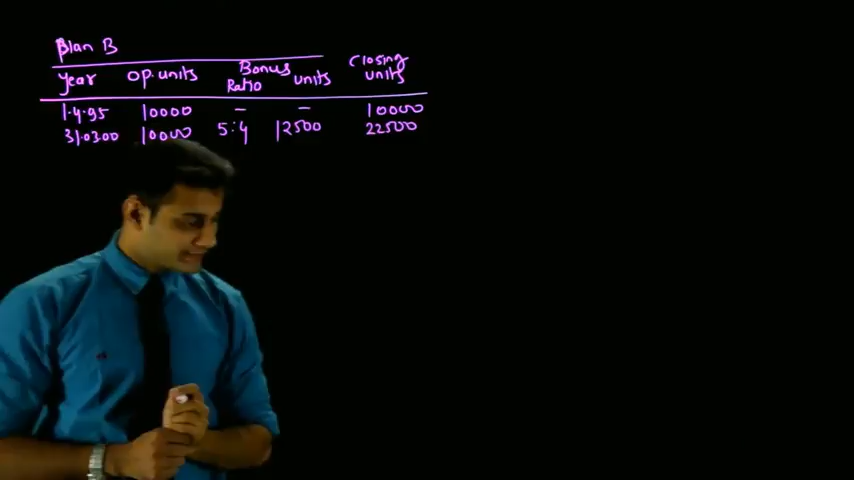 Plan B
Year Op. units Bonus Ratio units Closing units
1.4.95 10000 - - 10000
31.03.00 10000 5:4 12500 22500